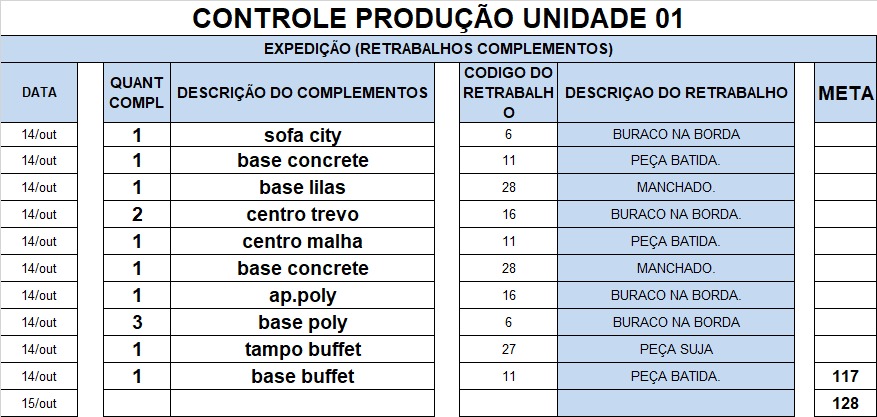 CONTROLE PRODUÇÃO UNIDADE 01
EXPEDIÇÃO (RETRABALHOS COMPLEMENTOS)
DATA QUANT COMPL DESCRIÇÃO DO COMPLEMENTOS CODIGO DO RETRABALH O DESCRIÇAO DO RETRABALHO META
14/out 1 sofa city 6 BURACO NA BORDA
14/out 1 base concrete 11 PEÇA BATIDA.
14/out 1 base lilas 28 MANCHADO.
14/out 2 centro trevo 16 BURACO NA BORDA.
14/out 1 centro malha 11 PEÇA BATIDA.
14/out 1 base concrete 28 MANCHADO.
14/out 1 ap.poly 16 BURACO NA BORDA.
14/out 3 base poly 6 BURACO NA BORDA
14/out 1 tampo buffet 27 PEÇA SUJA
14/out 1 base buffet 11 PEÇA BATIDA. 117
15/out 128